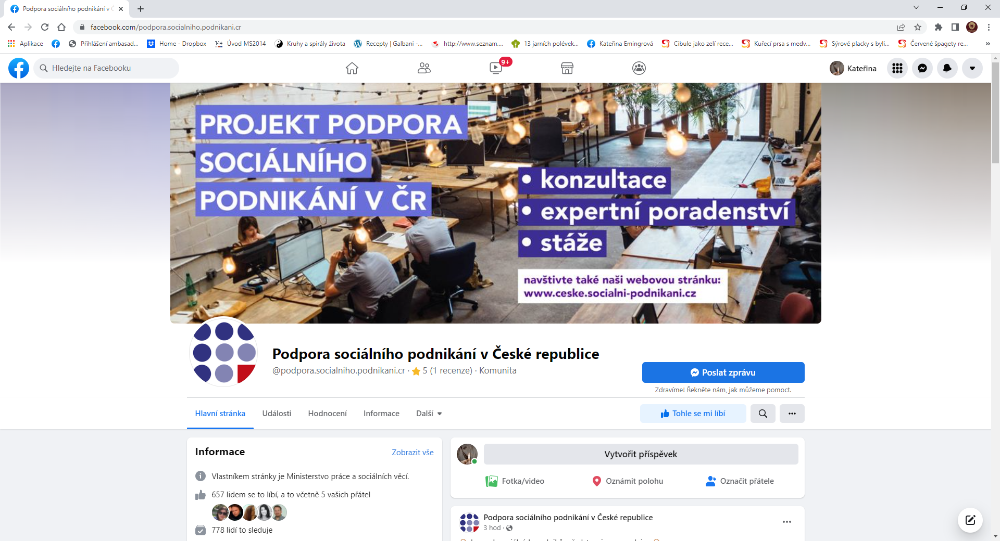 Podpora sociálního podnikání v
facebook.com/podpora.socialniho.podnikani.cr
Aplikace
Přihlášení ambasad...
Home - Dropbox
14+ Úvod MS2014
Kruhy a spirály života
Recepty | Galbani -...
http://www.seznam....
13 jarních polévek...
Kateřina Emingrová
Cibule jako zelí rece...
Kuřecí prsa s medv...
Sýrové placky s byli...
Červené špagety re...
Hledejte na Facebooku
9+
Kateřina
PROJEKT PODPORA
SOCIÁLNÍHO
PODNIKÁNÍ V ČR
• konzultace
• expertní poradenství
• stáže
navštivte také naši webovou stránku:
www.ceske.socialni-podnikani.cz
Podpora sociálního podnikání v České republice
@podpora.socialniho.podnikani.cr · 5 (1 recenze) · Komunita
Poslat zprávu
Zdravíme! Řekněte nám, jak můžeme pomoct.
Hlavní stránka
Události
Hodnocení
Informace
Další
Tohle se mi líbí
Informace
Zobrazit vše
Vlastníkem stránky je Ministerstvo práce a sociálních věcí.
657 lidem se to líbí, a to včetně 5 vašich přátel
778 lidí to sleduje
Vytvořit příspěvek
Fotka/video
Oznámit polohu
Označit přátele
Podpora sociálního podnikání v České republice
3 hod ·